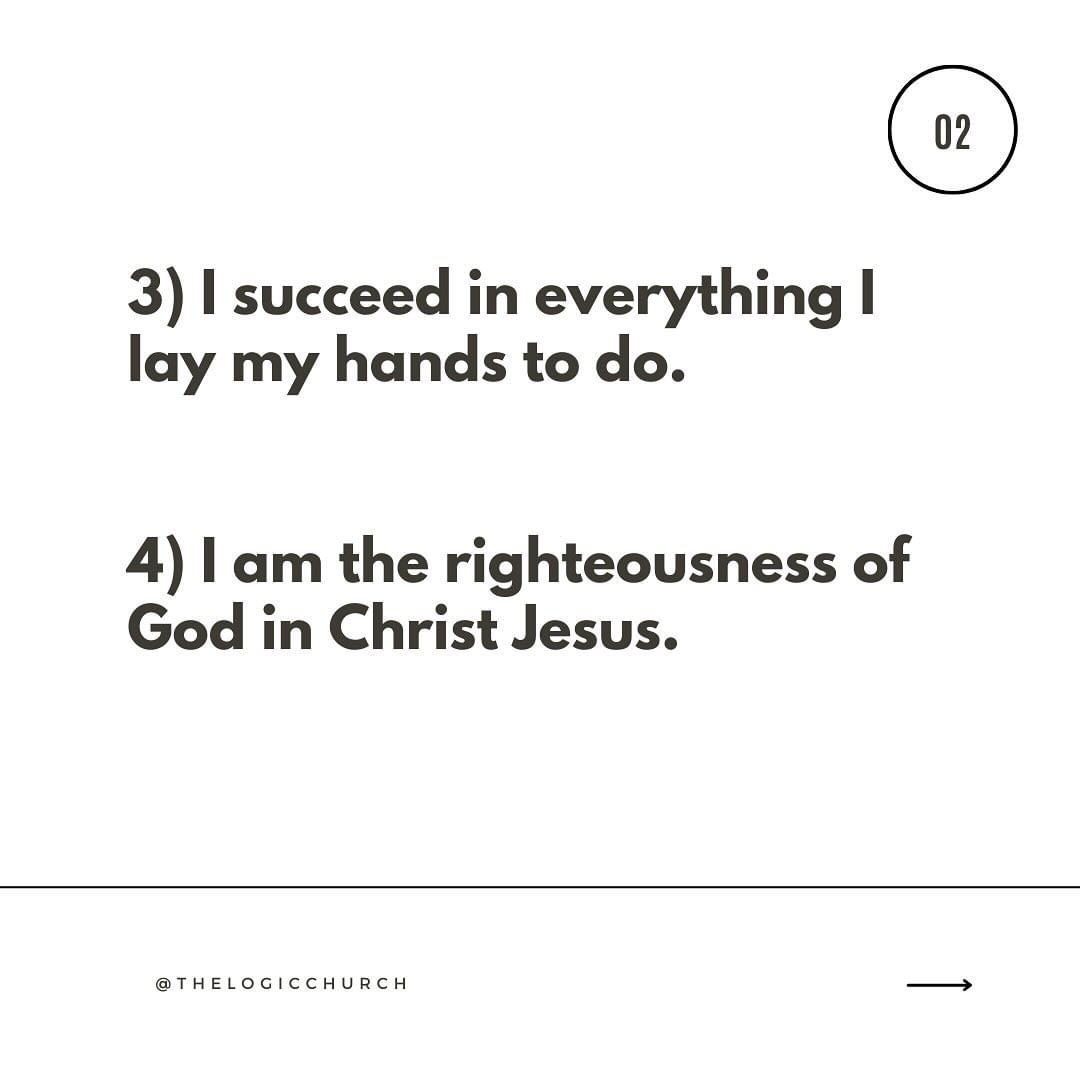 02
3) I succeed in everything I
lay my hands to do.
4) I am the righteousness of
God in Christ Jesus.
@THELOGICCHURCH